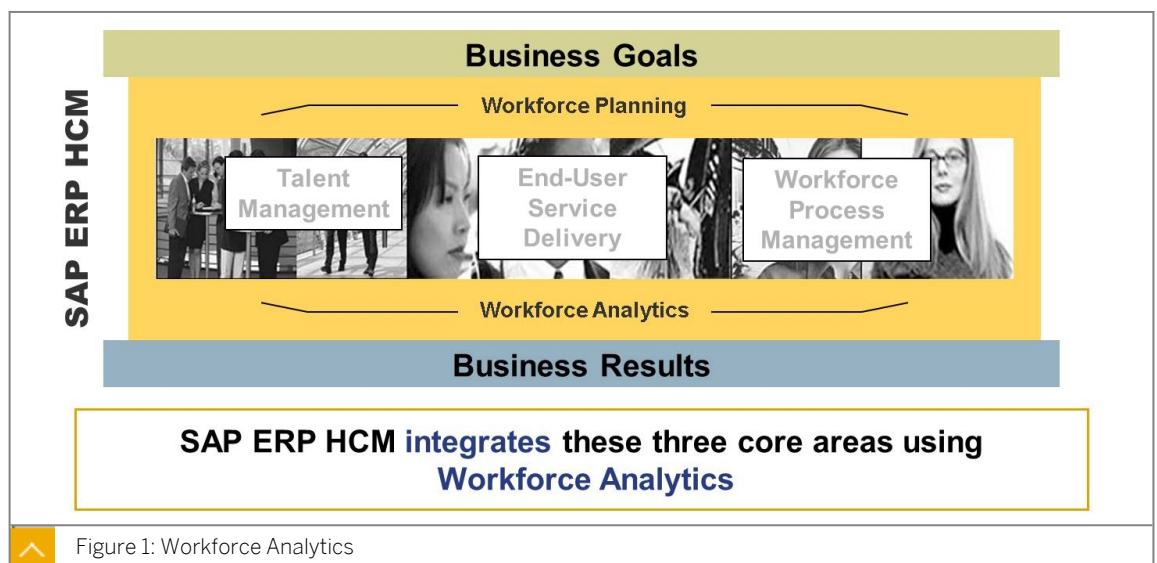 Business Goals
SAP ERP HCM
Workforce Planning
Talent
Management
End-User
Service
Delivery
Workforce
Process
Management
Workforce Analytics
Business Results
SAP ERP HCM integrates these three core areas using
Workforce Analytics
Figure 1: Workforce Analytics